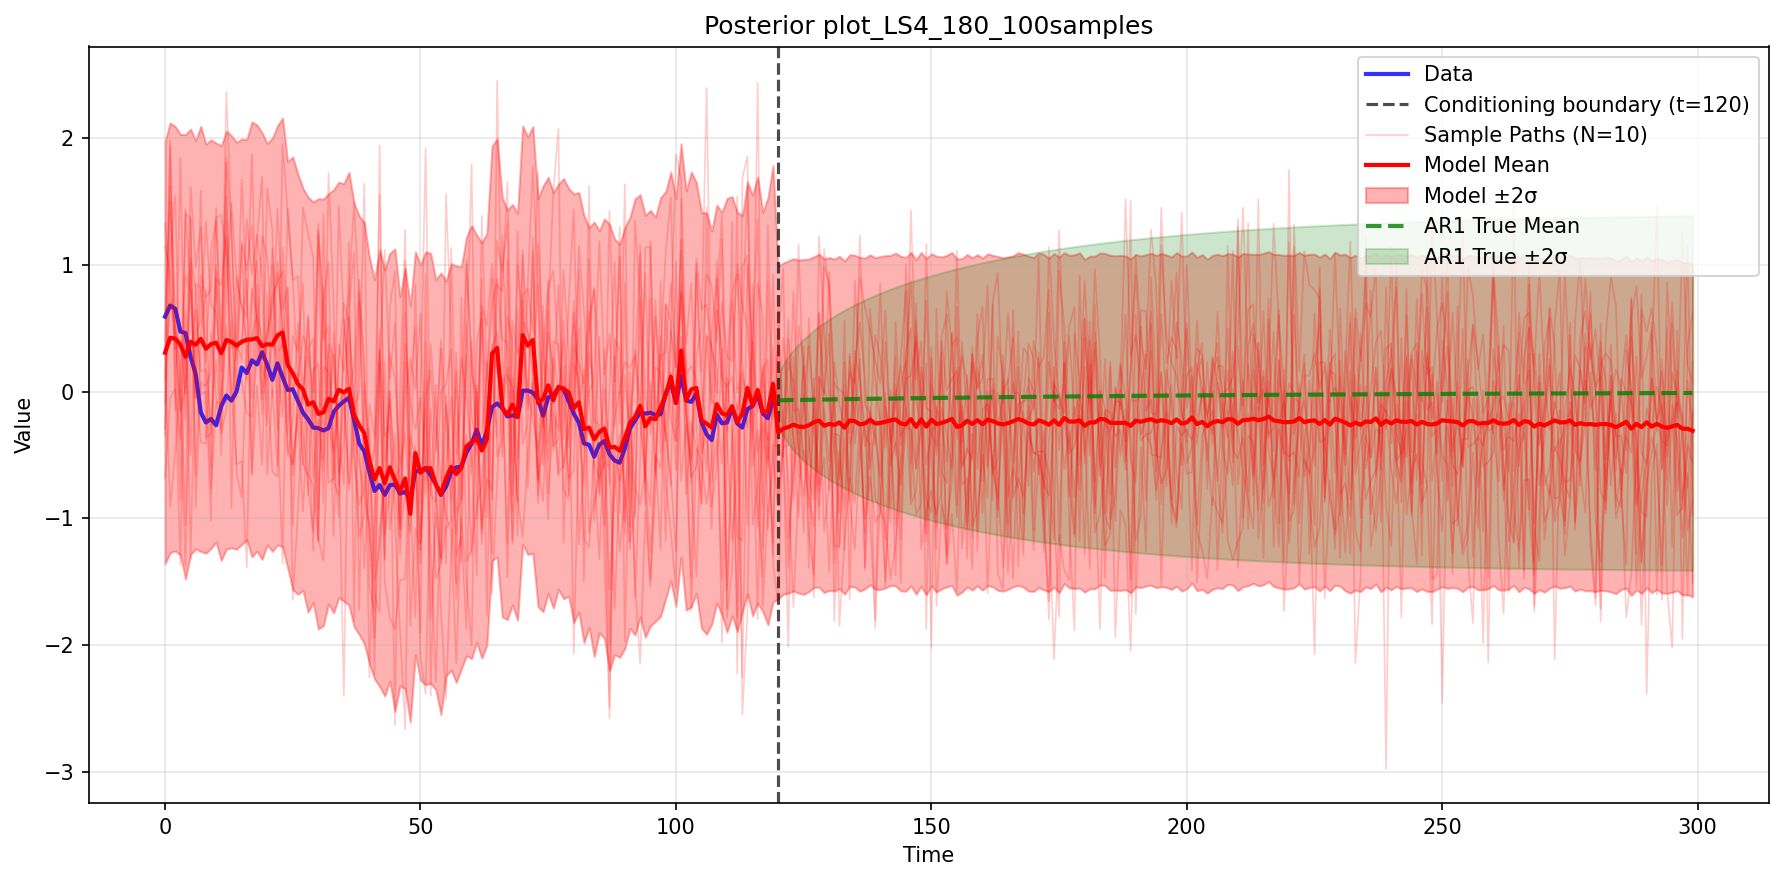 Posterior plot_LS4_180_100samples
Data
Conditioning boundary (t=120)
Sample Paths (N=10)
Model Mean
Model ±2σ
AR1 True Mean
AR1 True ±2σ
Value
2
1
0
−1
−2
−3
0 50 100 150 200 250 300
Time